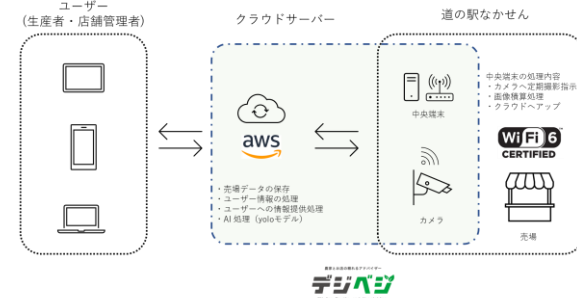 ユーザー
(生産者・店舗管理者)
クラウドサーバー
道の駅なかせん
aws
・売場データの保存
・ユーザー情報の処理
・ユーザーへの情報提供処理
・AI 処理（yoloモデル）
中央端末
カメラ
中央端末の処理内容
・カメラへ定期撮影指示
・画像積算処理
・クラウドへアップ
Wi Fi 6
CERTIFIED
売場
デジベジ